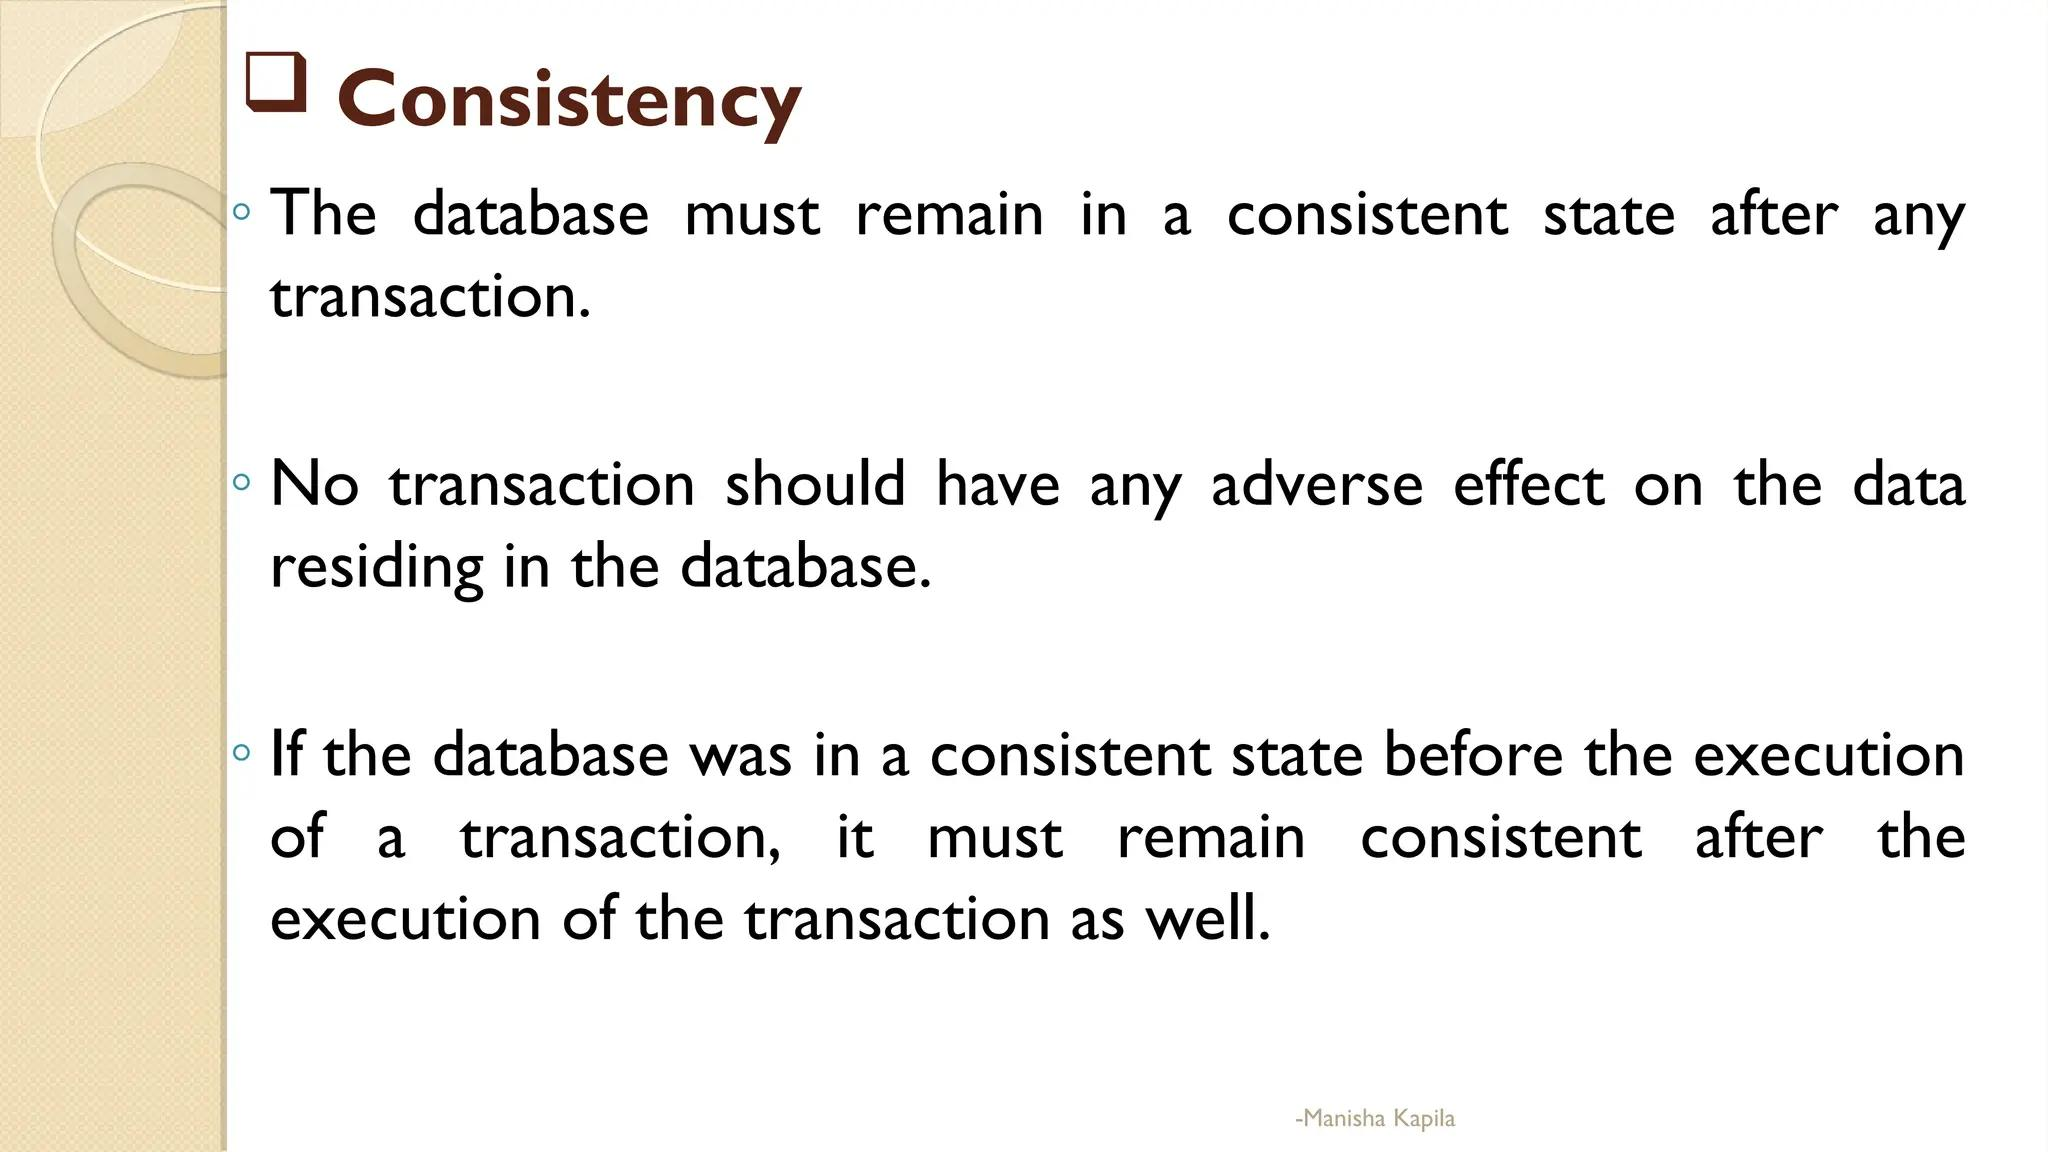 ❑ Consistency
◦ The database must remain in a consistent state after any
transaction.
◦ No transaction should have any adverse effect on the data
residing in the database.
◦ If the database was in a consistent state before the execution
of a transaction, it must remain consistent after the
execution of the transaction as well.
-Manisha Kapila